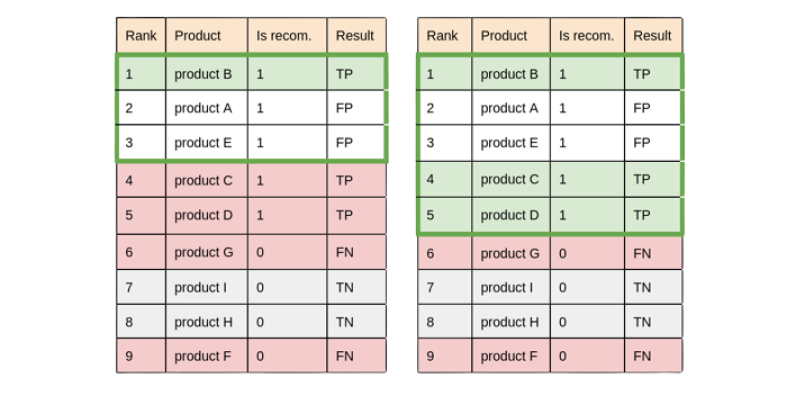 Rank Product Is recom. Result
1 product B 1 TP
2 product A 1 FP
3 product E 1 FP
4 product C 1 TP
5 product D 1 TP
6 product G 0 FN
7 product I 0 TN
8 product H 0 TN
9 product F 0 FN
Rank Product Is recom. Result
1 product B 1 TP
2 product A 1 FP
3 product E 1 FP
4 product C 1 TP
5 product D 1 TP
6 product G 0 FN
7 product I 0 TN
8 product H 0 TN
9 product F 0 FN